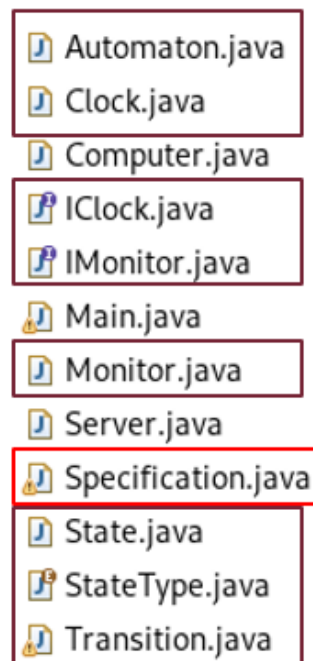 Automaton.java
Clock.java
Computer.java
IClock.java
IMonitor.java
Main.java
Monitor.java
Server.java
Specification.java
State.java
StateType.java
Transition.java